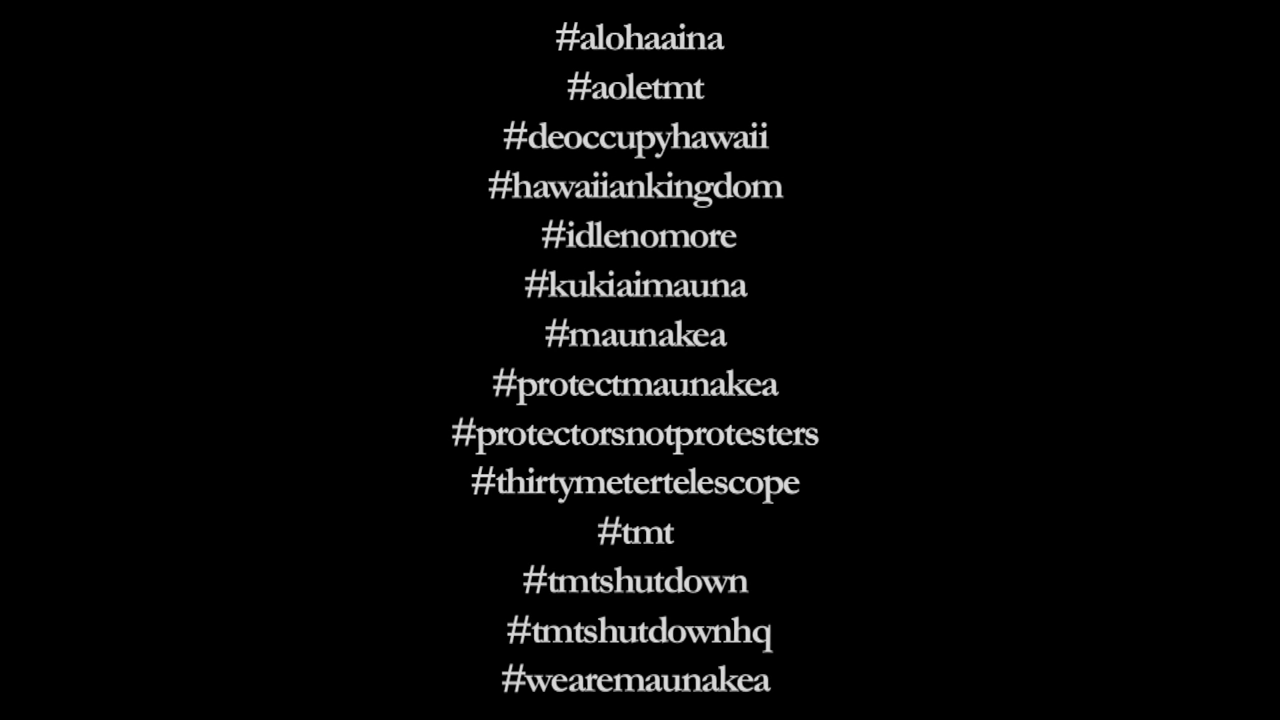 #alohaaina
#aoletmt
#deoccupyhawaii
#hawaiiankingdom
#idlenomore
#kukiaimauna
#maunakea
#protectmaunakea
#protectorsnotprotesters
#thirtymetertelescope
#tmt
#tmtshutdown
#tmtshutdownhq
#wearemaunakea